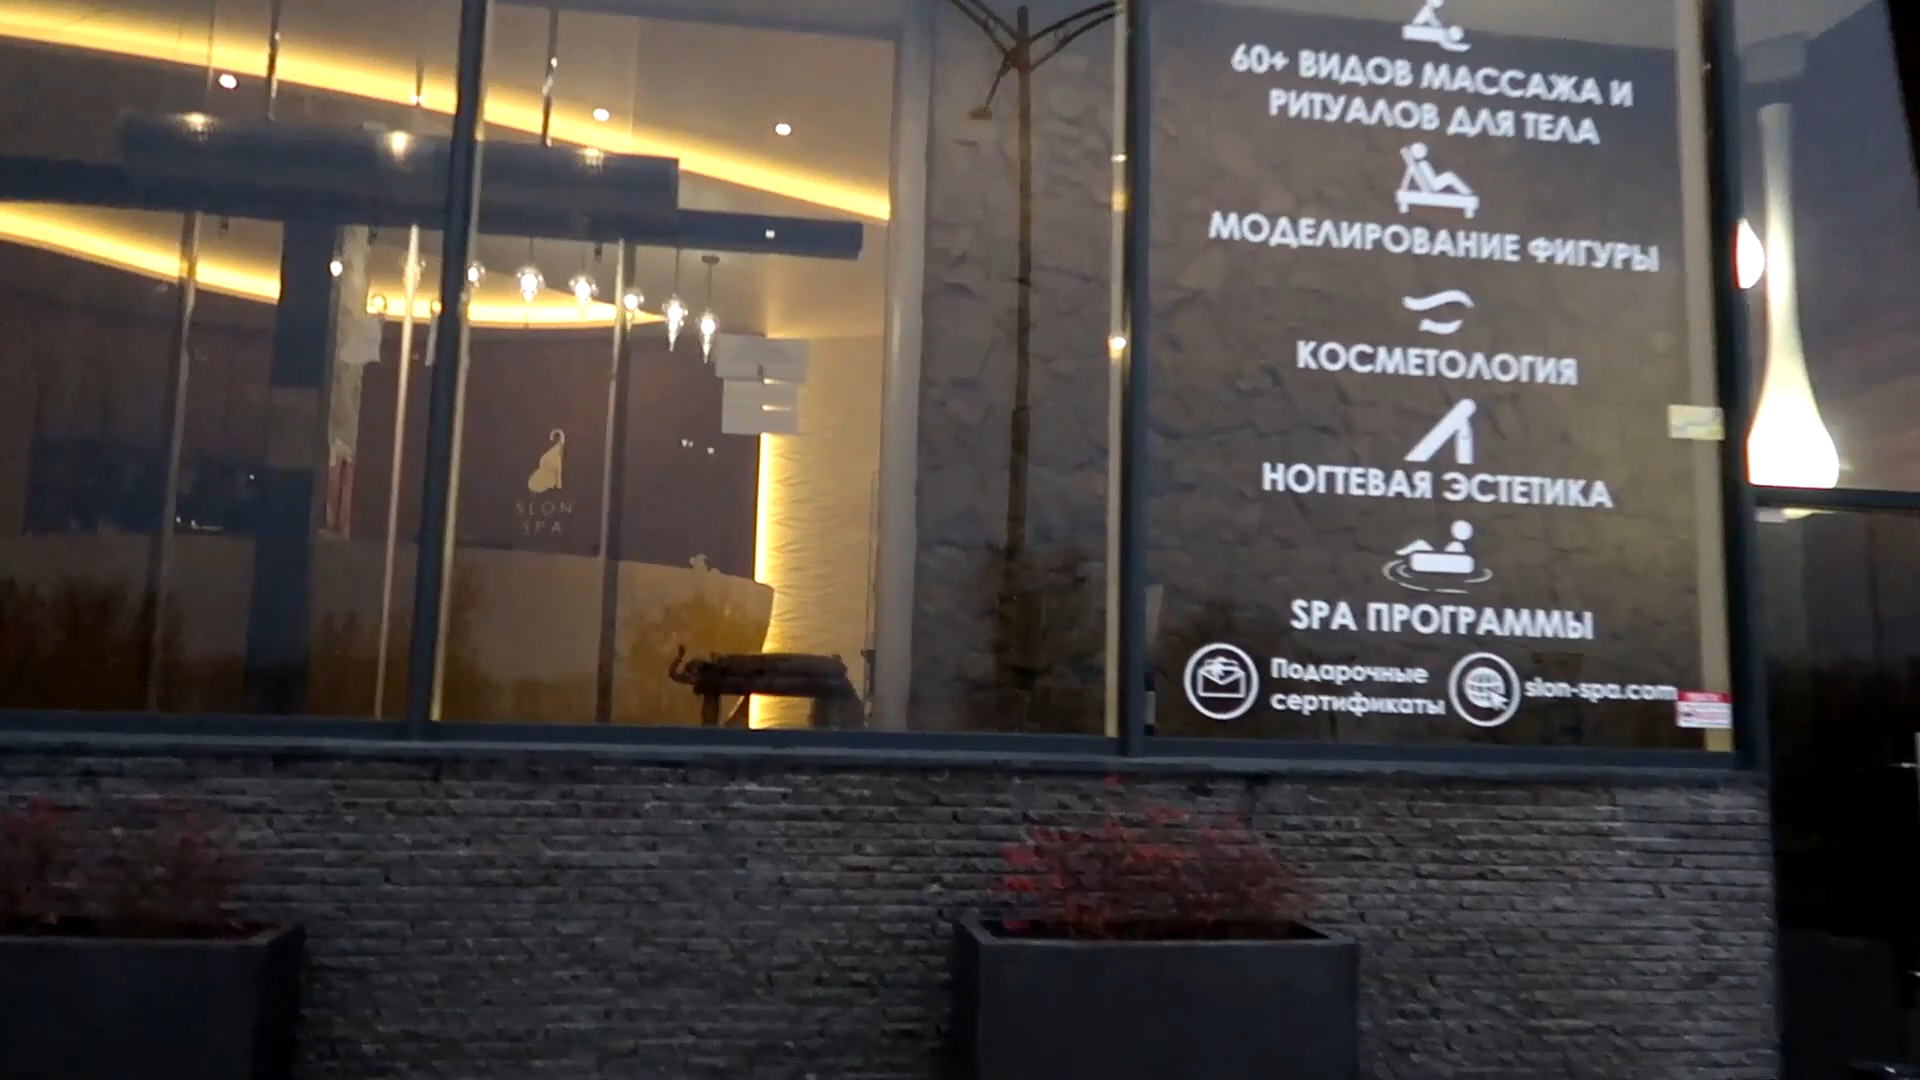 SLON
SPA
60+ ВИДОВ МАССАЖА И
РИТУАЛОВ ДЛЯ ТЕЛА
МОДЕЛИРОВАНИЕ ФИГУРЫ
КОСМЕТОЛОГИЯ
НОГТЕВАЯ ЭСТЕТИКА
SPA ПРОГРАММЫ
Подарочные
сертификаты
slon-spa.com